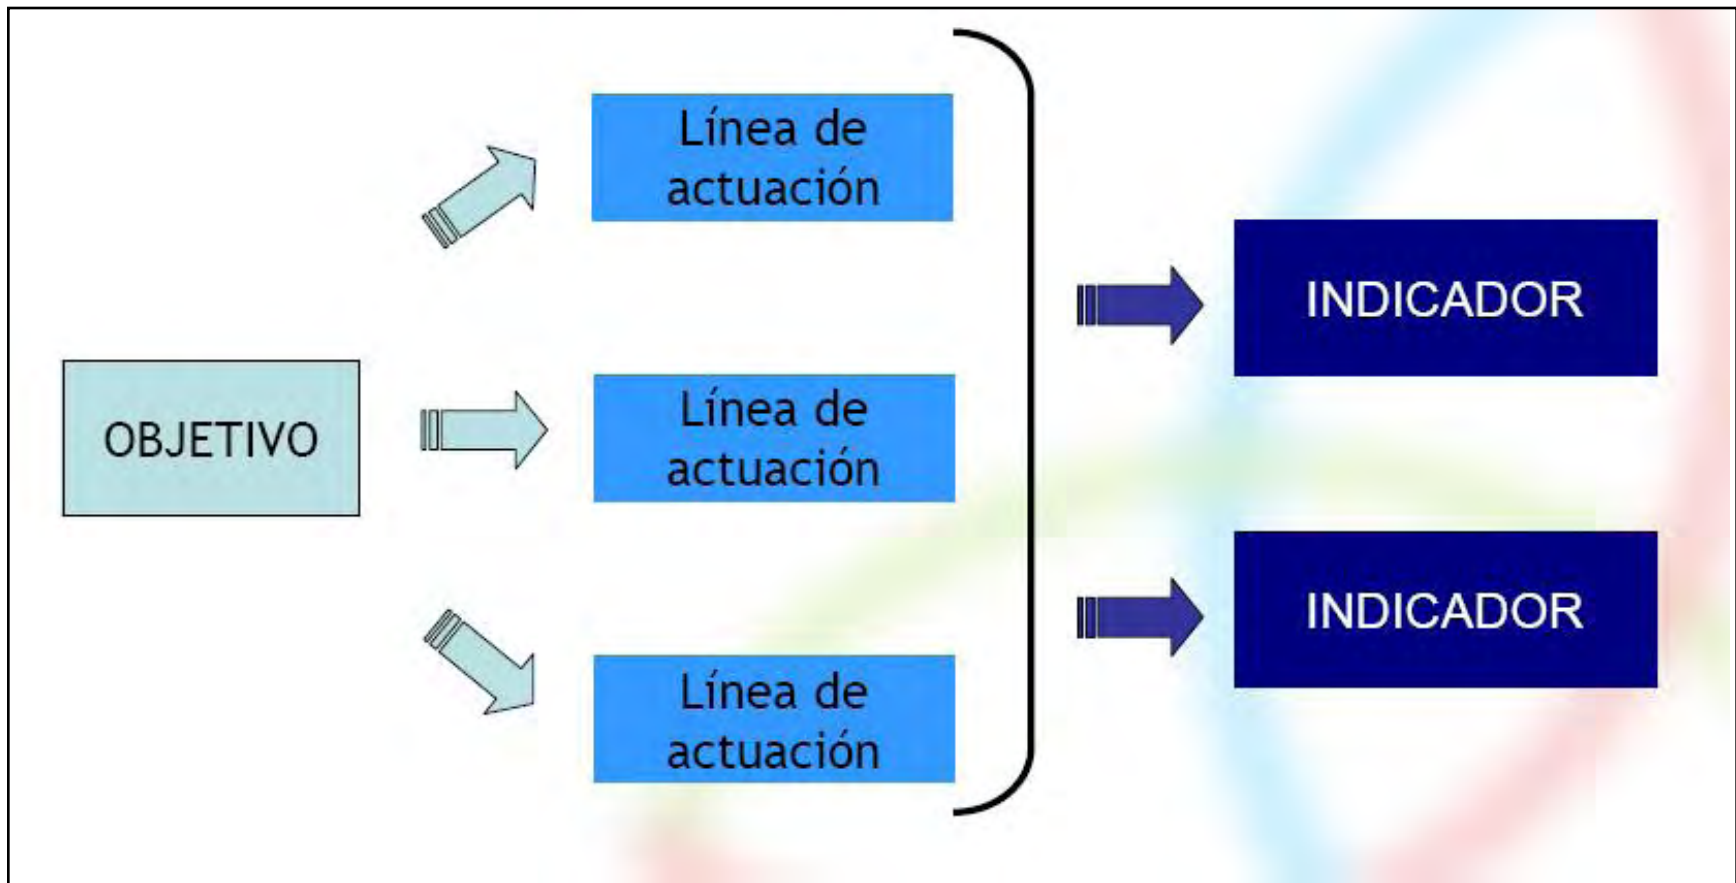 OBJETIVO
Línea de
actuación
Línea de
actuación
Línea de
actuación
INDICADOR
INDICADOR